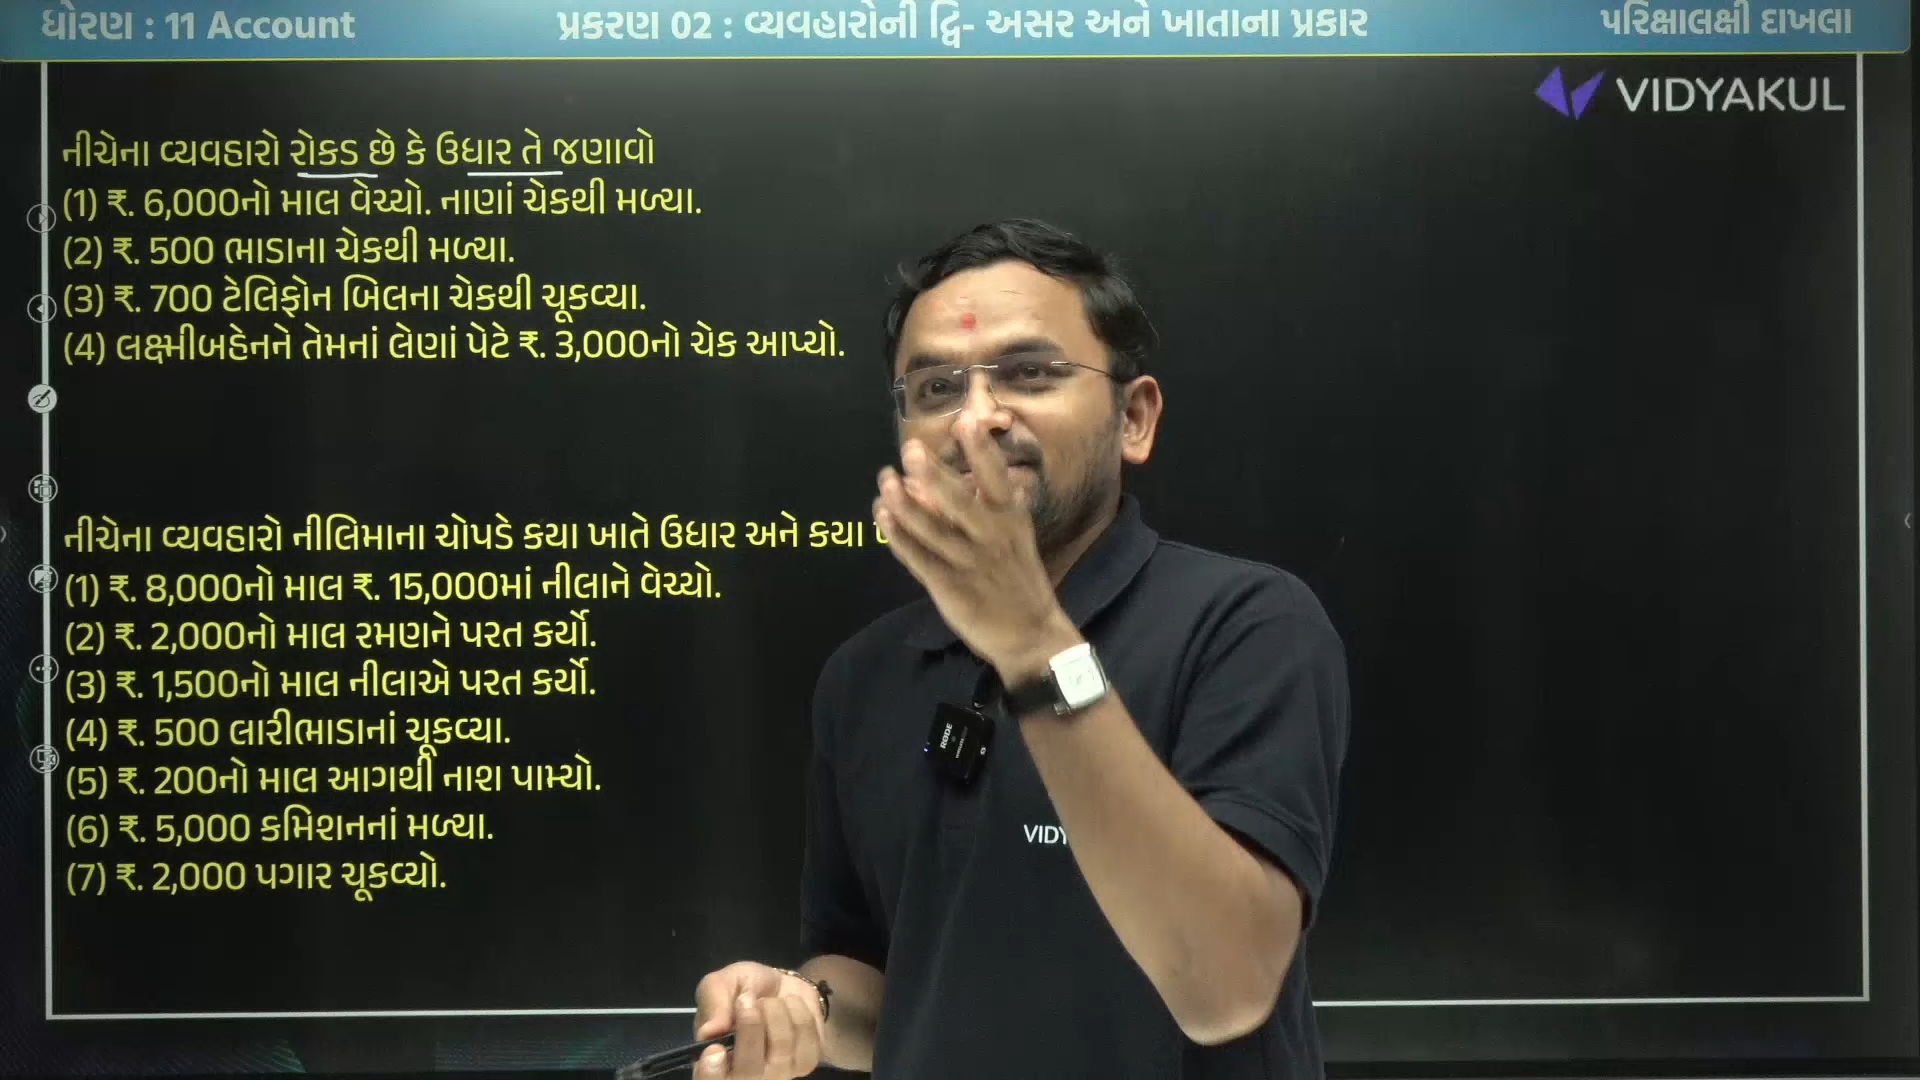 ધોરણ : 11 Account
પ્રકરણ 02 : વ્યવહારોની દ્વિ- અસર અને ખાતાના પ્રકાર
પરિક્ષાલક્ષી દાખલા
VIDYAKUL
નીચેના વ્યવહારો રોકડ છે કે ઉધાર તે જણાવો
(1) ₹. 6,000નો માલ વેચ્યો. નાણાં ચેકથી મળ્યા.
(2) ₹. 500 ભાડાના ચેકથી મળ્યા.
(3) ₹. 700 ટેલિફોન બિલના ચેકથી ચૂકવ્યા.
(4) લક્ષ્મીબહેનને તેમનાં લેણાં પેટે ₹. 3,000નો ચેક આપ્યો.
નીચેના વ્યવહારો નીલિમાના ચોપડે કયા ખાતે ઉધાર અને કયા
(1) ₹. 8,000નો માલ ₹. 15,000માં નીલાને વેચ્યો.
(2) ₹. 2,000નો માલ રમણને પરત કર્યો.
(3) ₹. 1,500નો માલ નીલાએ પરત કર્યો.
(4) ₹. 500 લારીભાડાનાં ચૂકવ્યા.
(5) ₹. 200નો માલ આગથી નાશ પામ્યો.
(6) ₹. 5,000 કમિશનનાં મળ્યા.
(7) ₹. 2,000 પગાર ચૂકવ્યો.
RØDE
VIDY